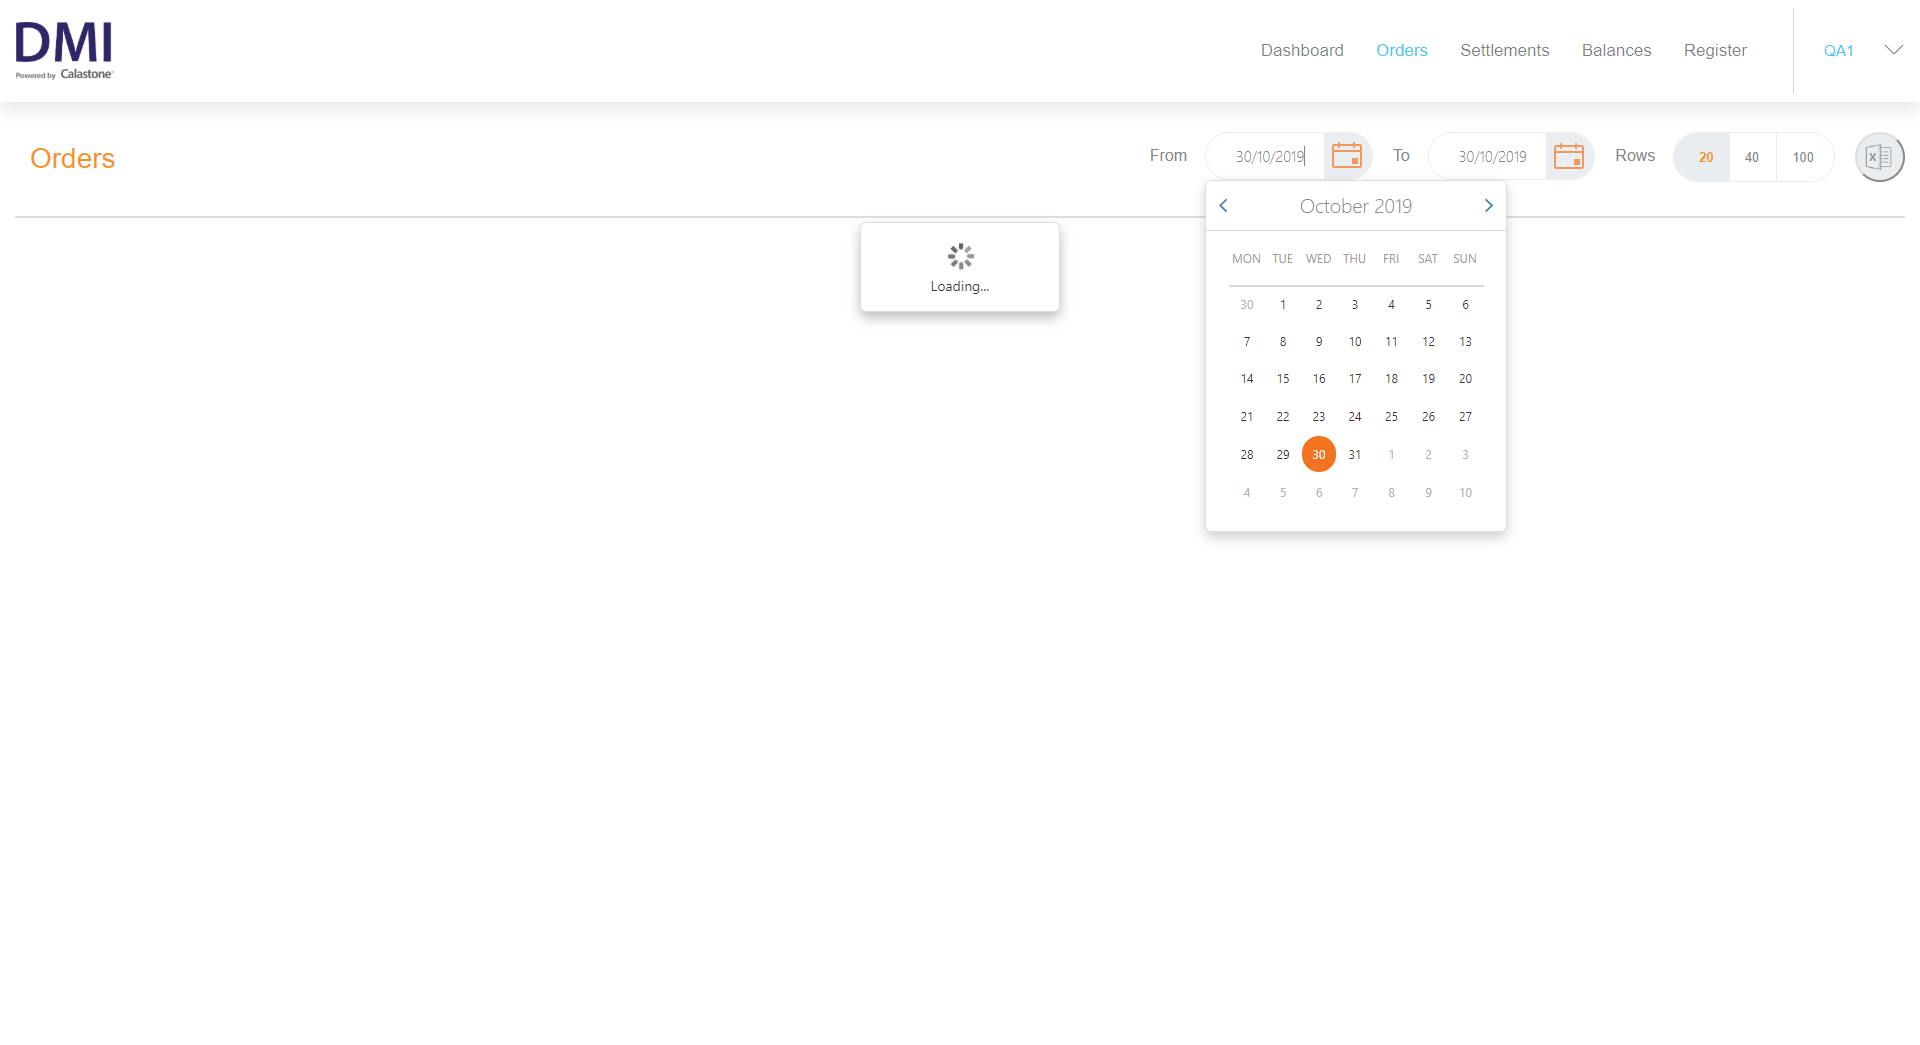 DMI
Powered by Calastone
Dashboard Orders Settlements Balances Register QA1
Orders
From 30/10/2019 To 30/10/2019 Rows 20 40 100
October 2019
MON TUE WED THU FRI SAT SUN
30 1 2 3 4 5 6
7 8 9 10 11 12 13
14 15 16 17 18 19 20
21 22 23 24 25 26 27
28 29 30 31 1 2 3
4 5 6 7 8 9 10
Loading...